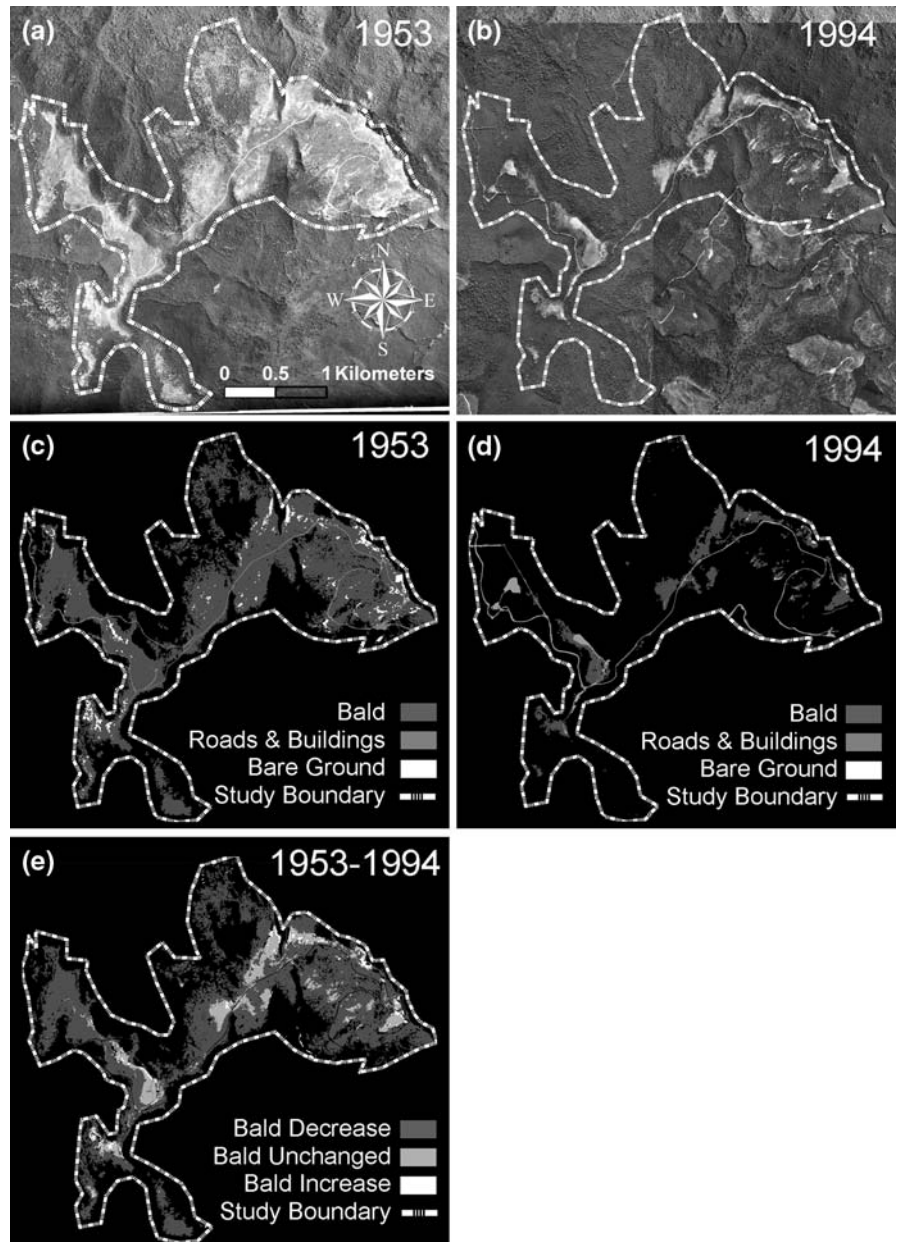 (a) 1953
(b) 1994
N
W E
S
0 0.5 1 Kilometers
(c) 1953
Bald
Roads & Buildings
Bare Ground
Study Boundary
(d) 1994
Bald
Roads & Buildings
Bare Ground
Study Boundary
(e) 1953-1994
Bald Decrease
Bald Unchanged
Bald Increase
Study Boundary